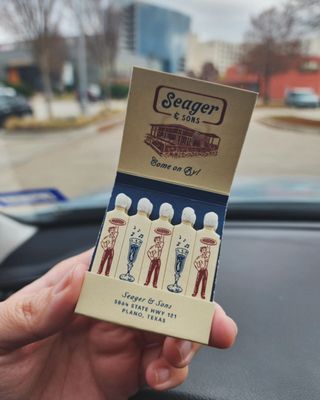 Seager
& SONS
Come on By!
Seager & Sons
5864 STATE HWY 121
PLANO, TEXAS